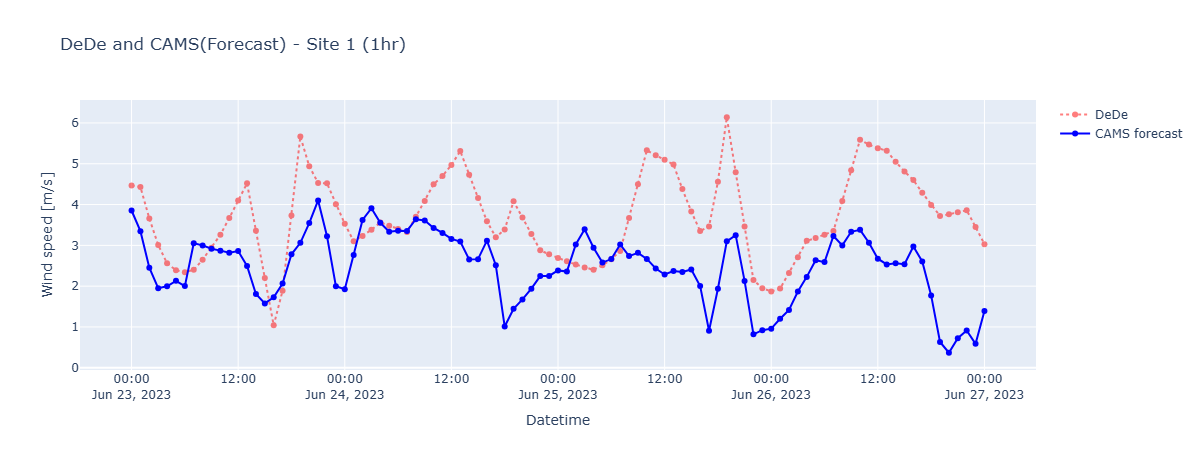 DeDe and CAMS(Forecast) - Site 1 (1hr)
DeDe
CAMS forecast
Wind speed [m/s]
6
5
4
3
2
1
0
00:00 12:00 00:00 12:00 00:00 12:00 00:00 12:00 00:00
Jun 23, 2023 Jun 24, 2023 Jun 25, 2023 Jun 26, 2023 Jun 27, 2023
Datetime